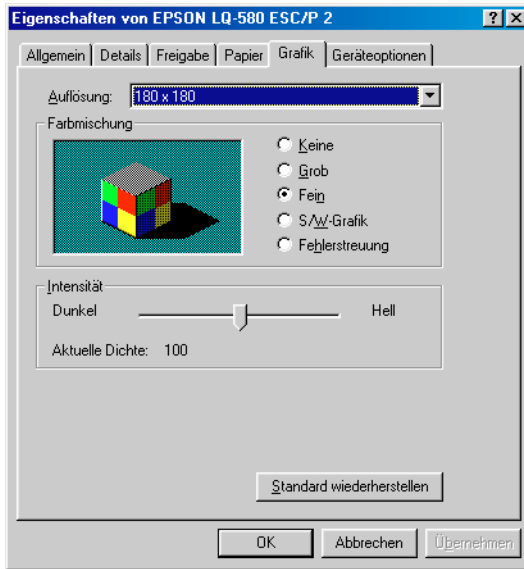 Eigenschaften von EPSON LQ-580 ESC/P 2
Allgemein Details Freigabe Papier Grafik Geräteoptionen
Auflösung: 180 x 180
Farbmischung
Keine
Grob
Fein
S/W-Grafik
Fehlerstreuung
Intensität
Dunkel Hell
Aktuelle Dichte: 100
Standard wiederherstellen
OK Abbrechen Übernehmen